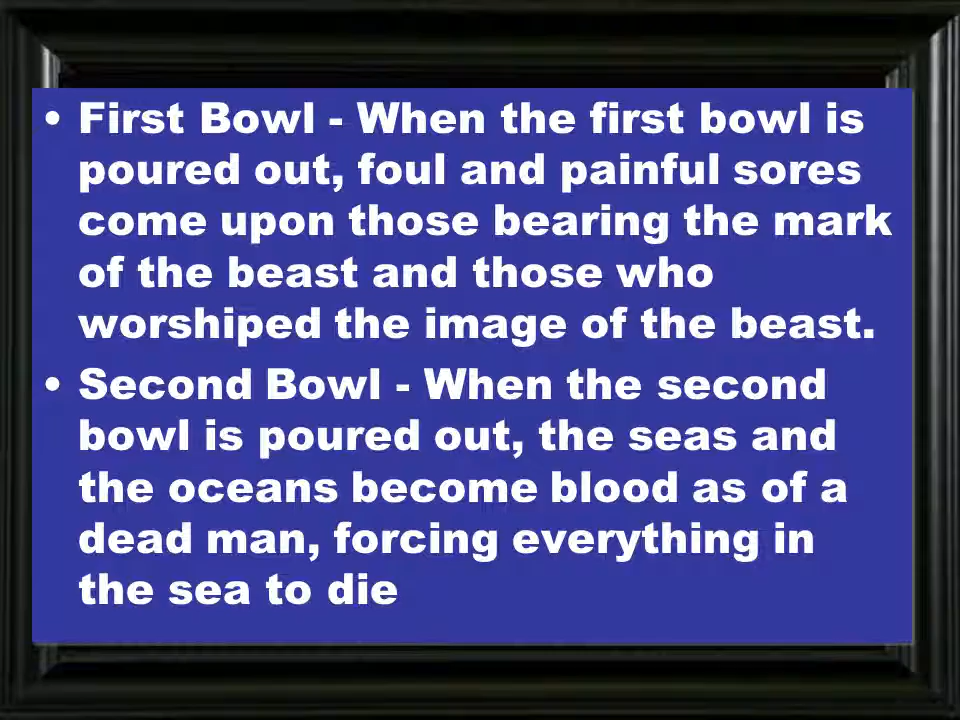 • First Bowl - When the first bowl is
poured out, foul and painful sores
come upon those bearing the mark
of the beast and those who
worshiped the image of the beast.
• Second Bowl - When the second
bowl is poured out, the seas and
the oceans become blood as of a
dead man, forcing everything in
the sea to die